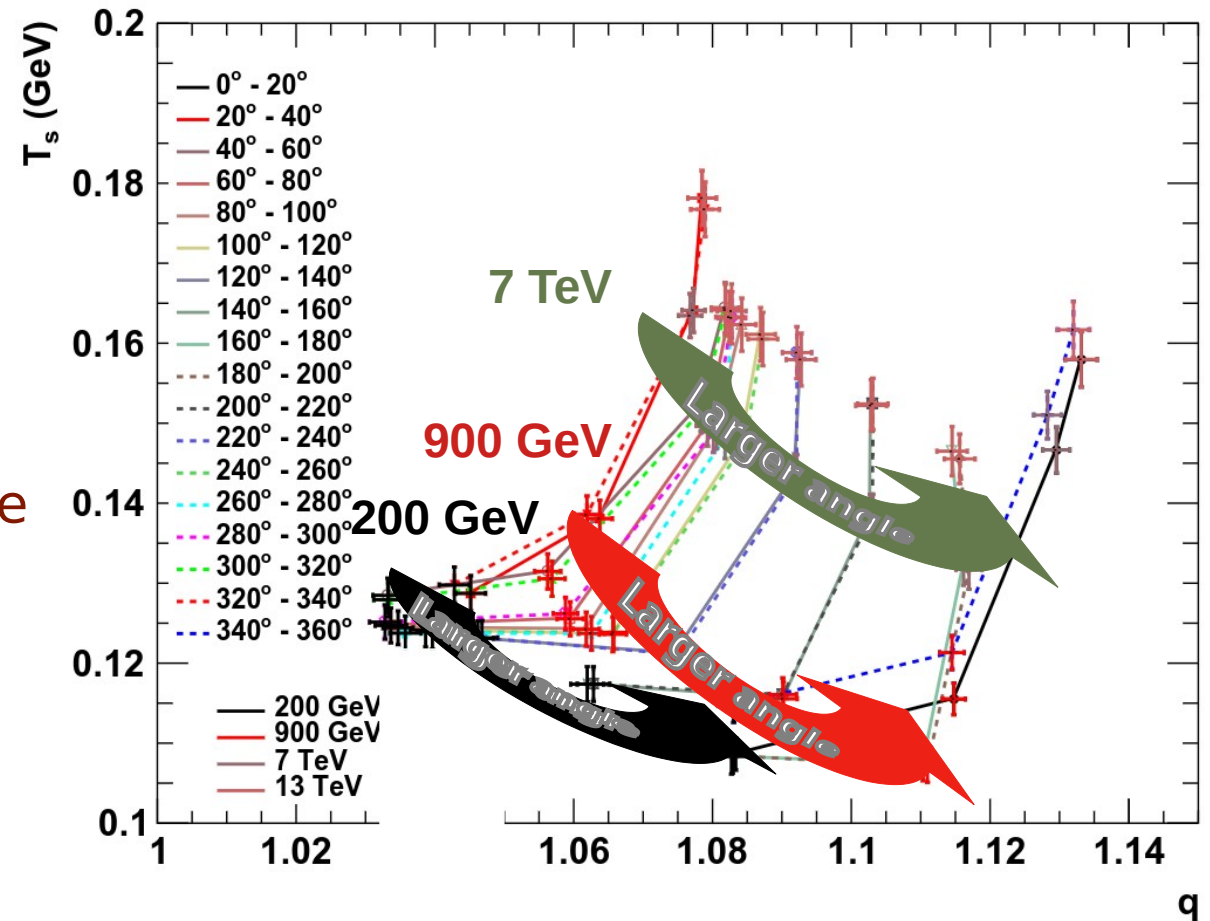 T_s (GeV)
0.2
0.18
0.16
0.14
0.12
0.1
0° - 20°
20° - 40°
40° - 60°
60° - 80°
80° - 100°
100° - 120°
120° - 140°
140° - 160°
160° - 180°
180° - 200°
200° - 220°
220° - 240°
240° - 260°
260° - 280°
280° - 300°
300° - 320°
320° - 340°
340° - 360°
200 GeV
900 GeV
7 TeV
13 TeV
7 TeV
900 GeV
200 GeV
Larger angle
Larger angle
Larger angle
e
1
1.02
1.06
1.08
1.1
1.12
1.14
q